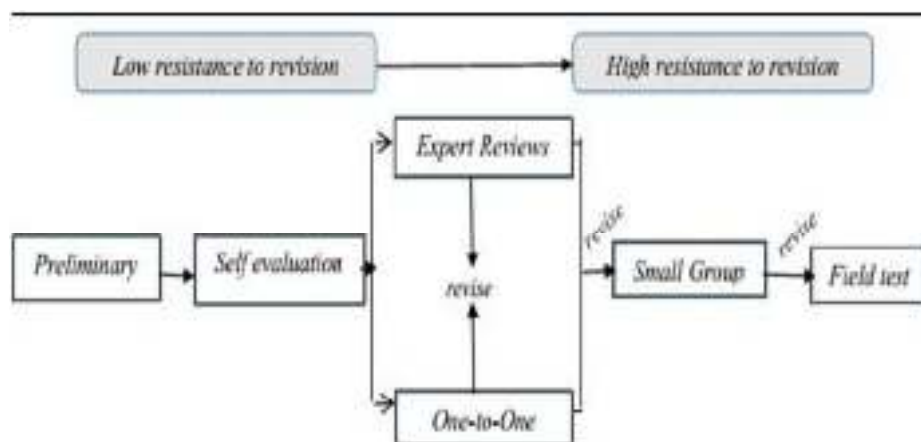 Low resistance to revision
High resistance to revision
Expert Reviews
Preliminary
Self evaluation
revise
revise
Small Group
revise
Field test
One-to-One